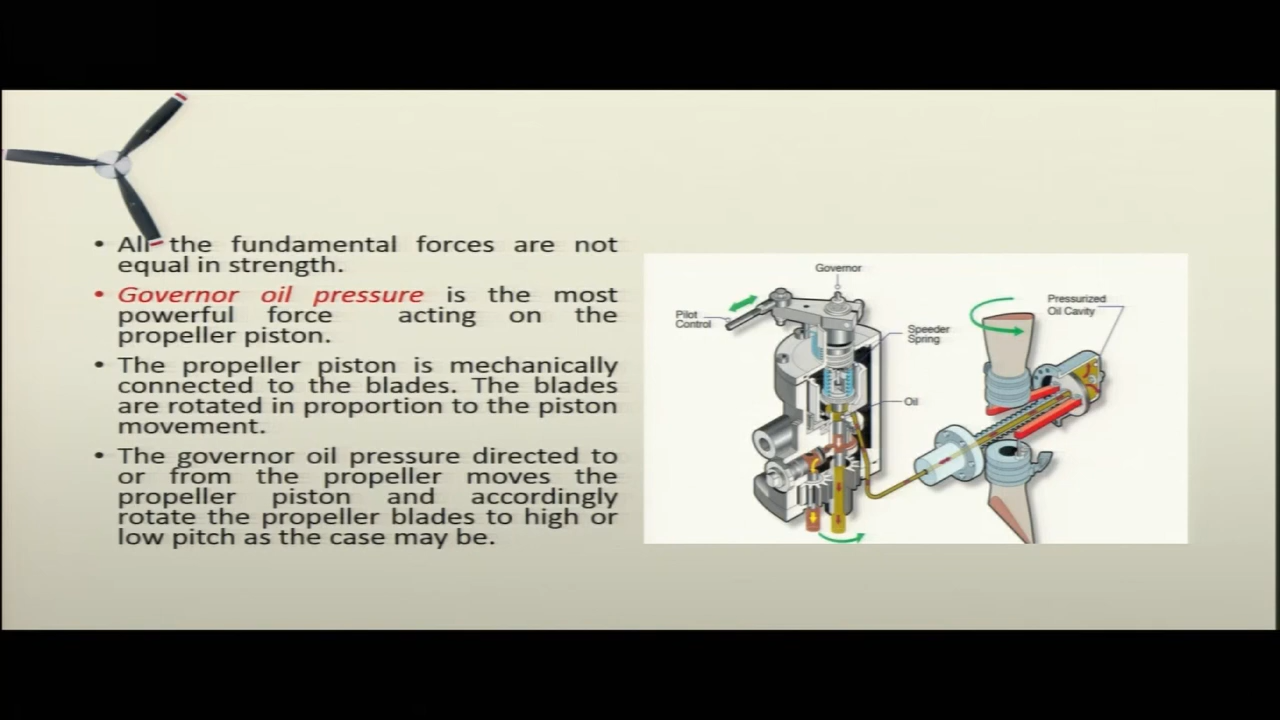 • All the fundamental forces are not
equal in strength.
• Governor oil pressure is the most
powerful force acting on the
propeller piston.
• The propeller piston is mechanically
connected to the blades. The blades
are rotated in proportion to the piston
movement.
• The governor oil pressure directed to
or from the propeller moves the
propeller piston and accordingly
rotate the propeller blades to high or
low pitch as the case may be.
Governor
Pilot
Control
Speeder
Spring
Oil
Pressurized
Oil Cavity